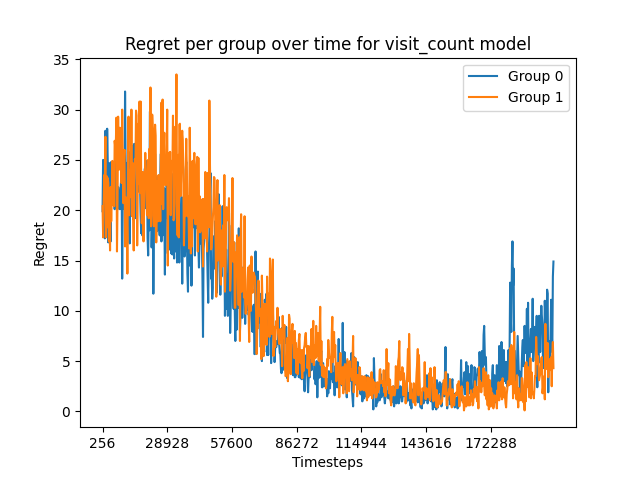 Regret per group over time for visit_count model
Group 0
Group 1
Regret
35
30
25
20
15
10
5
0
256 28928 57600 86272 114944 143616 172288
Timesteps